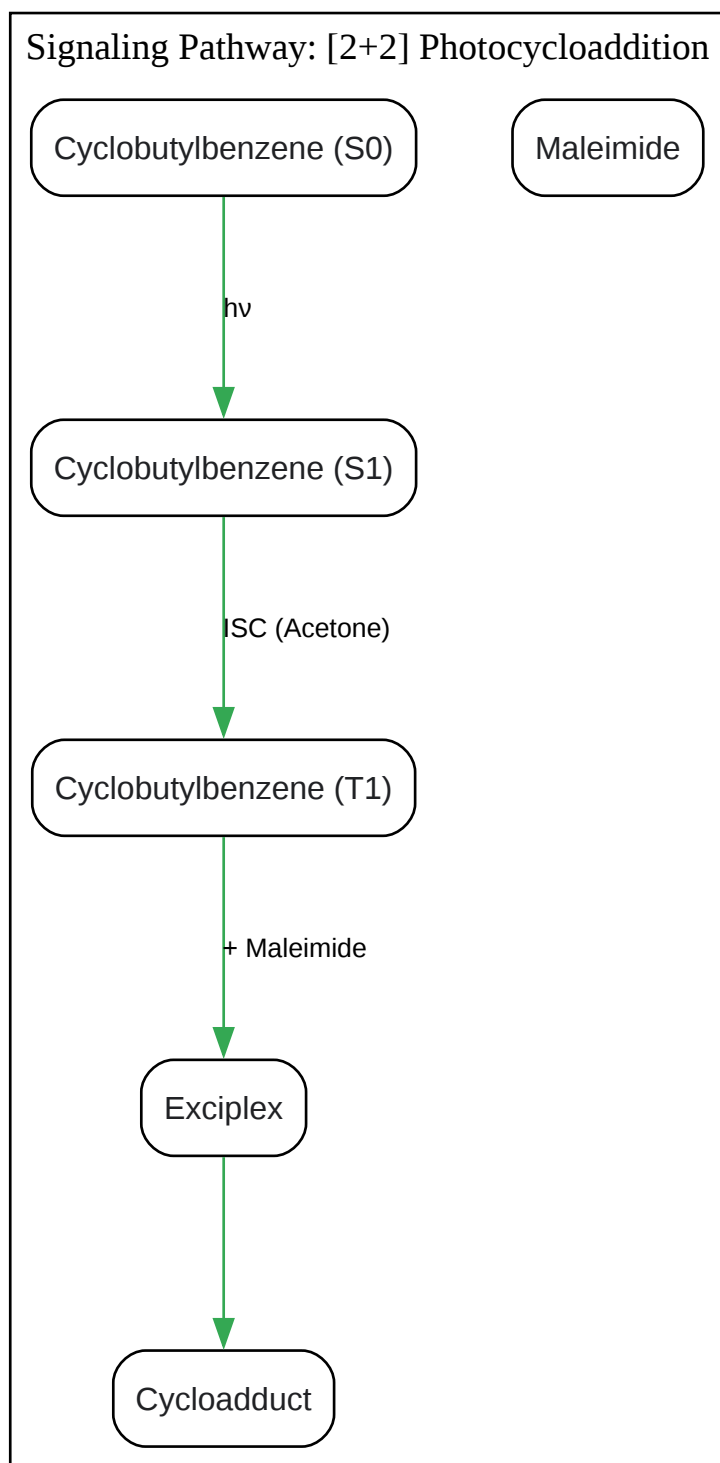 Signaling Pathway: [2+2] Photocycloaddition
Cyclobutylbenzene (S0)
Maleimide
hν
Cyclobutylbenzene (S1)
ISC (Acetone)
Cyclobutylbenzene (T1)
+ Maleimide
Exciplex
Cycloadduct